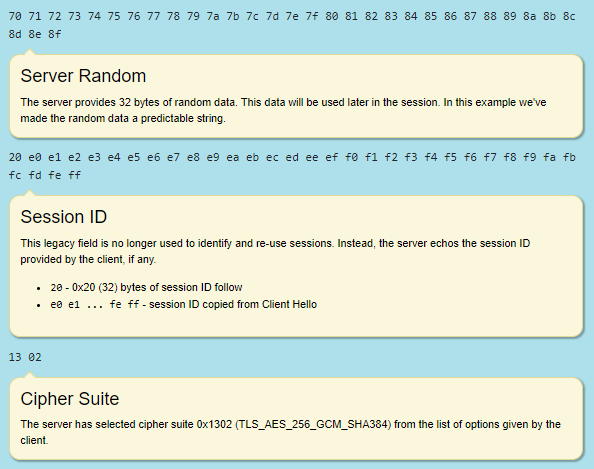 70 71 72 73 74 75 76 77 78 79 7a 7b 7c 7d 7e 7f 80 81 82 83 84 85 86 87 88 89 8a 8b 8c
8d 8e 8f
Server Random
The server provides 32 bytes of random data. This data will be used later in the session. In this example we've
made the random data a predictable string.
20 e0 e1 e2 e3 e4 e5 e6 e7 e8 e9 ea eb ec ed ee ef f0 f1 f2 f3 f4 f5 f6 f7 f8 f9 fa fb
fc fd fe ff
Session ID
This legacy field is no longer used to identify and re-use sessions. Instead, the server echos the session ID
provided by the client, if any.
• 20 - 0x20 (32) bytes of session ID follow
• e0 e1 ... fe ff - session ID copied from Client Hello
13 02
Cipher Suite
The server has selected cipher suite 0x1302 (TLS_AES_256_GCM_SHA384) from the list of options given by the
client.